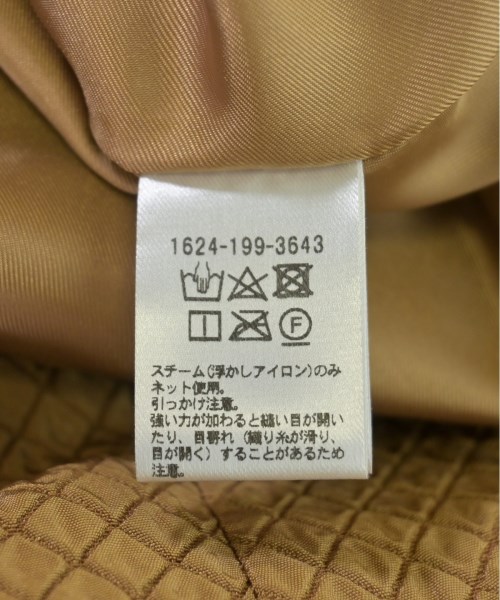 1624-199-3643
F
スチーム(浮かしアイロン)のみ
ネット使用。
引っかけ注意。
強い力が加わると縫い目が開い
たり、目寄れ(織り糸が滑り、
目が開く)することがあるため
注意。